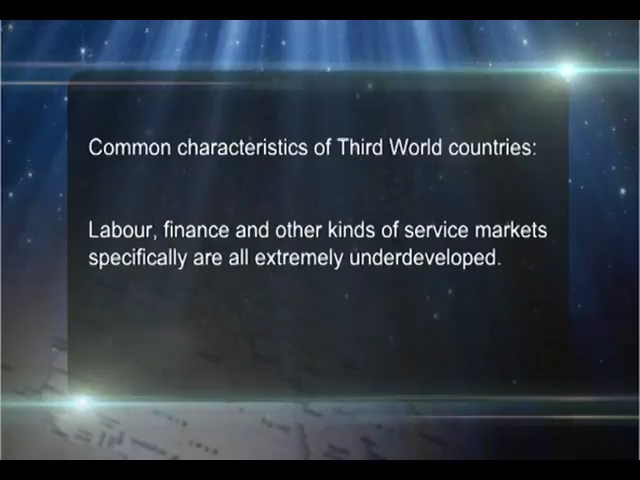 Common characteristics of Third World countries:
Labour, finance and other kinds of service markets
specifically are all extremely underdeveloped.